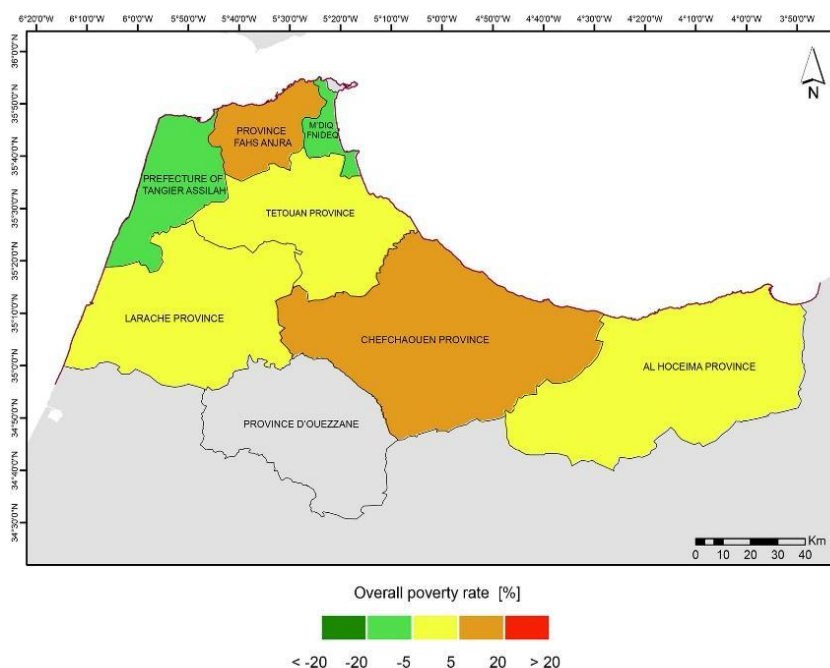 6°20'0"W 6°10'0"W 6°0'0"W 5°50'0"W 5°40'0"W 5°30'0"W 5°20'0"W 5°10'0"W 5°0'0"W 4°50'0"W 4°40'0"W 4°30'0"W 4°20'0"W 4°10'0"W 4°0'0"W 3°50'0"W
36°0'0"N
35°50'0"N
35°40'0"N
35°30'0"N
35°20'0"N
35°10'0"N
35°0'0"N
34°50'0"N
34°40'0"N
34°30'0"N
N
M'DIQ
FNIDEQ
PROVINCE
FAHS ANJRA
PREFECTURE OF
TANGIER ASSILAH
TETOUAN PROVINCE
LARACHE PROVINCE
CHEFCHAOUEN PROVINCE
AL HOCEIMA PROVINCE
PROVINCE D'OUEZZANE
Km
0 10 20 30 40
Overall poverty rate [%]
< -20 -20 -5 5 20 > 20